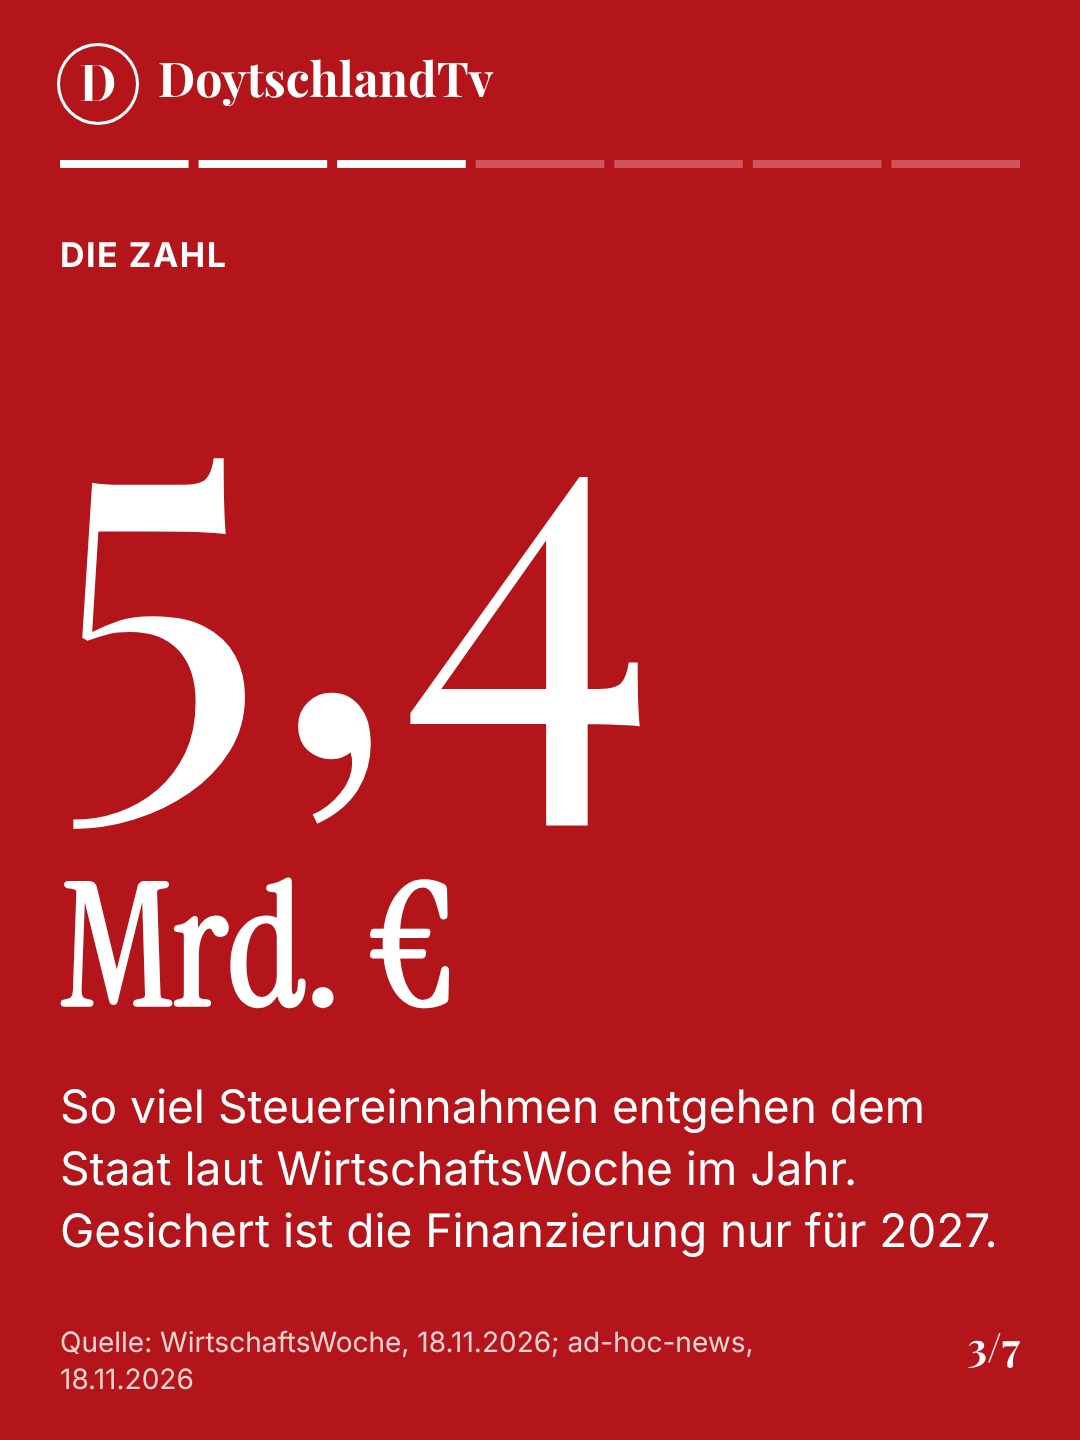 D DoytschlandTv
DIE ZAHL
5,4
Mrd. €
So viel Steuereinnahmen entgehen dem
Staat laut WirtschaftsWoche im Jahr.
Gesichert ist die Finanzierung nur für 2027.
Quelle: WirtschaftsWoche, 18.11.2026; ad-hoc-news,
18.11.2026
3/7